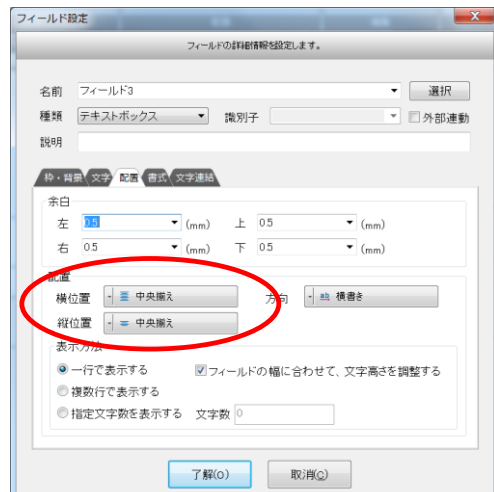 フィールド設定
フィールドの詳細情報を設定します。
名前 フィールド3 選択
種類 テキストボックス 識別子 外部連動
説明
枠・背景 文字 配置 書式 文字連結
余白
左 0.5 (mm) 上 0.5 (mm)
右 0.5 (mm) 下 0.5 (mm)
配置
横位置 中央揃え 方向 横書き
縦位置 中央揃え
表示方法
一行で表示する フィールドの幅に合わせて、文字高さを調整する
複数行で表示する
指定文字数を表示する 文字数 0
了解(O) 取消(C)